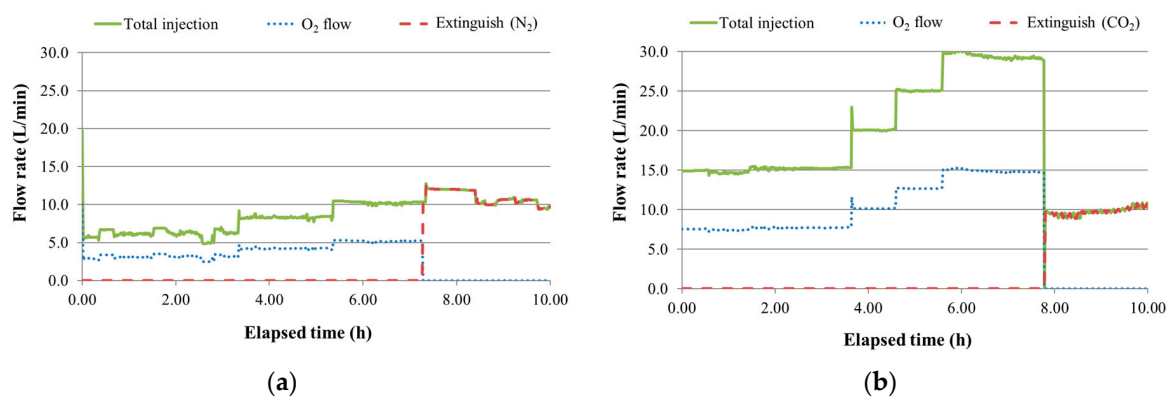 Total injection O₂ flow Extinguish (N₂)
30.0
25.0
20.0
15.0
10.0
5.0
0.0
Flow rate (L/min)
0.00 2.00 4.00 6.00 8.00 10.00
Elapsed time (h)
(a)
Total injection O₂ flow Extinguish (CO₂)
30.0
25.0
20.0
15.0
10.0
5.0
0.0
Flow rate (L/min)
0.00 2.00 4.00 6.00 8.00 10.00
Elapsed time (h)
(b)